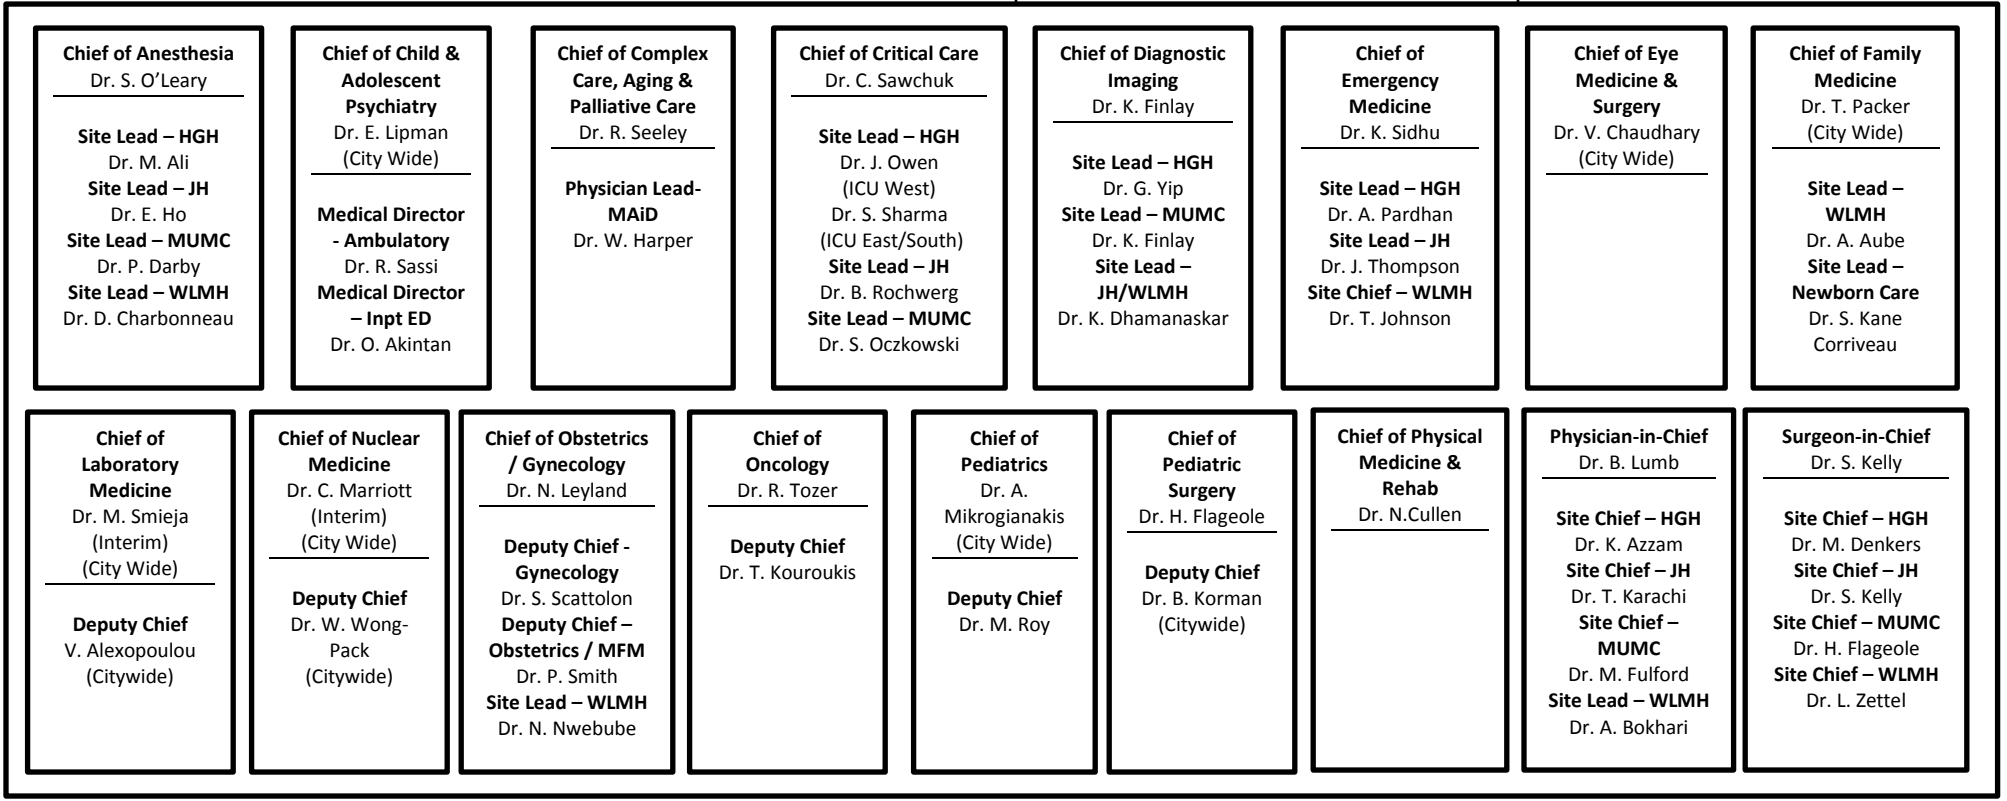 Chief of Anesthesia
Dr. S. O’Leary
Site Lead – HGH
Dr. M. Ali
Site Lead – JH
Dr. E. Ho
Site Lead – MUMC
Dr. P. Darby
Site Lead – WLMH
Dr. D. Charbonneau
Chief of Child &
Adolescent
Psychiatry
Dr. E. Lipman
(City Wide)
Medical Director
- Ambulatory
Dr. R. Sassi
Medical Director
– Inpt ED
Dr. O. Akintan
Chief of Complex
Care, Aging &
Palliative Care
Dr. R. Seeley
Physician Lead-
MAiD
Dr. W. Harper
Chief of Critical Care
Dr. C. Sawchuk
Site Lead – HGH
Dr. J. Owen
(ICU West)
Dr. S. Sharma
(ICU East/South)
Site Lead – JH
Dr. B. Rochwerg
Site Lead – MUMC
Dr. S. Oczkowski
Chief of Diagnostic
Imaging
Dr. K. Finlay
Site Lead – HGH
Dr. G. Yip
Site Lead – MUMC
Dr. K. Finlay
Site Lead –
JH/WLMH
Dr. K. Dhamanaskar
Chief of
Emergency
Medicine
Dr. K. Sidhu
Site Lead – HGH
Dr. A. Pardhan
Site Lead – JH
Dr. J. Thompson
Site Chief – WLMH
Dr. T. Johnson
Chief of Eye
Medicine &
Surgery
Dr. V. Chaudhary
(City Wide)
Chief of Family
Medicine
Dr. T. Packer
(City Wide)
Site Lead –
WLMH
Dr. A. Aube
Site Lead –
Newborn Care
Dr. S. Kane
Corriveau
Chief of
Laboratory
Medicine
Dr. M. Smieja
(Interim)
(City Wide)
Deputy Chief
V. Alexopoulou
(Citywide)
Chief of Nuclear
Medicine
Dr. C. Marriott
(Interim)
(City Wide)
Deputy Chief
Dr. W. Wong-
Pack
(Citywide)
Chief of Obstetrics
/ Gynecology
Dr. N. Leyland
Deputy Chief -
Gynecology
Dr. S. Scattolon
Deputy Chief –
Obstetrics / MFM
Dr. P. Smith
Site Lead – WLMH
Dr. N. Nwebube
Chief of
Oncology
Dr. R. Tozer
Deputy Chief
Dr. T. Kouroukis
Chief of
Pediatrics
Dr. A.
Mikrogianakis
(City Wide)
Deputy Chief
Dr. M. Roy
Chief of
Pediatric
Surgery
Dr. H. Flageole
Deputy Chief
Dr. B. Korman
(Citywide)
Chief of Physical
Medicine &
Rehab
Dr. N.Cullen
Physician-in-Chief
Dr. B. Lumb
Site Chief – HGH
Dr. K. Azzam
Site Chief – JH
Dr. T. Karachi
Site Chief –
MUMC
Dr. M. Fulford
Site Lead – WLMH
Dr. A. Bokhari
Surgeon-in-Chief
Dr. S. Kelly
Site Chief – HGH
Dr. M. Denkers
Site Chief – JH
Dr. S. Kelly
Site Chief – MUMC
Dr. H. Flageole
Site Chief – WLMH
Dr. L. Zettel